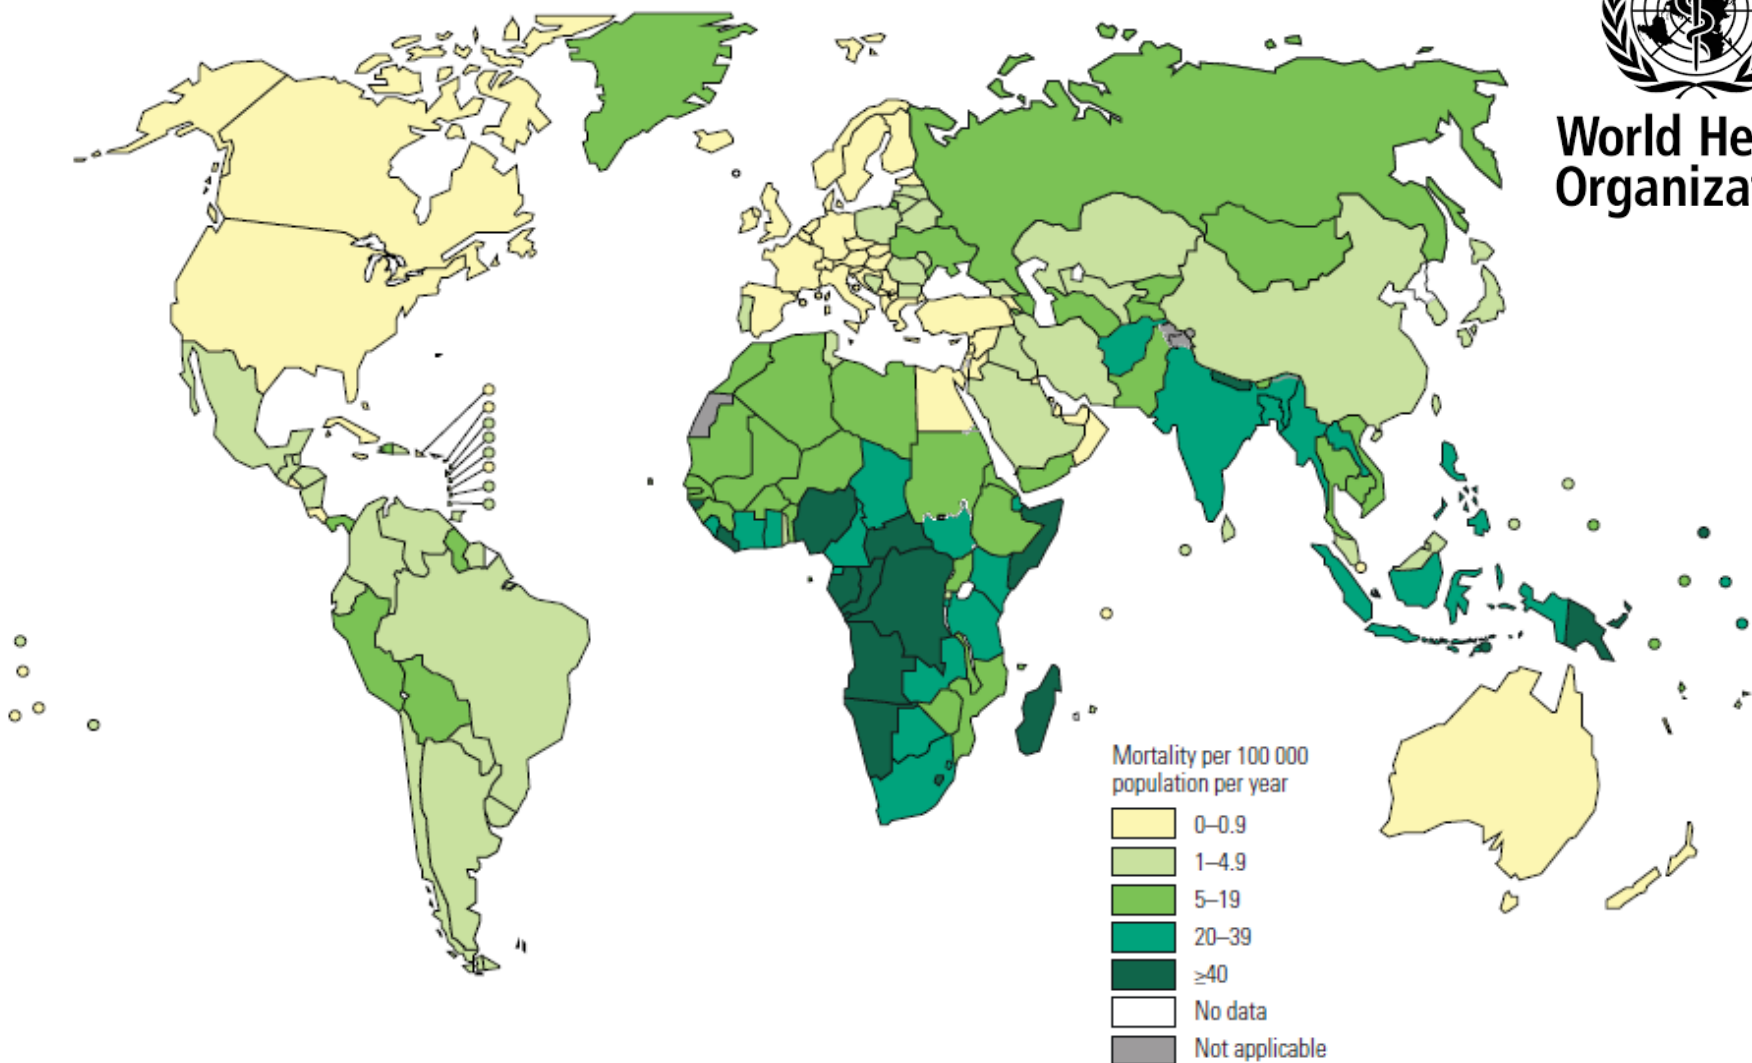 World He
Organiza
Mortality per 100 000
population per year
0–0.9
1–4.9
5–19
20–39
≥40
No data
Not applicable